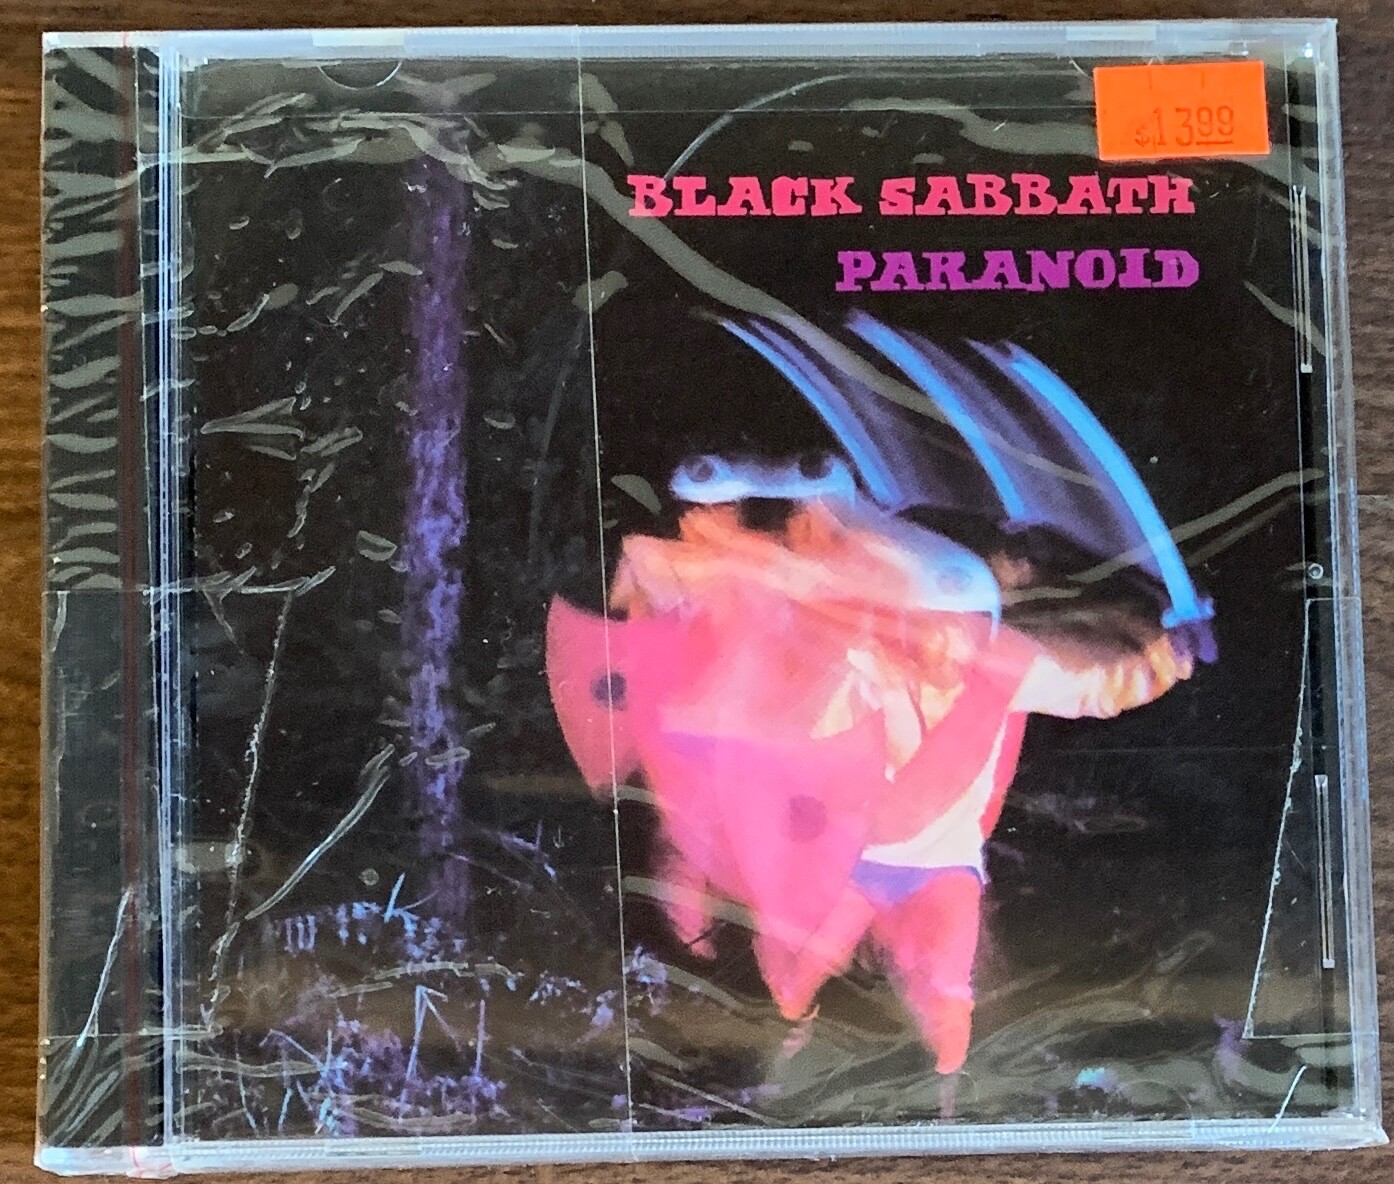 $13.99
BLACK SABBATH
PARANOID